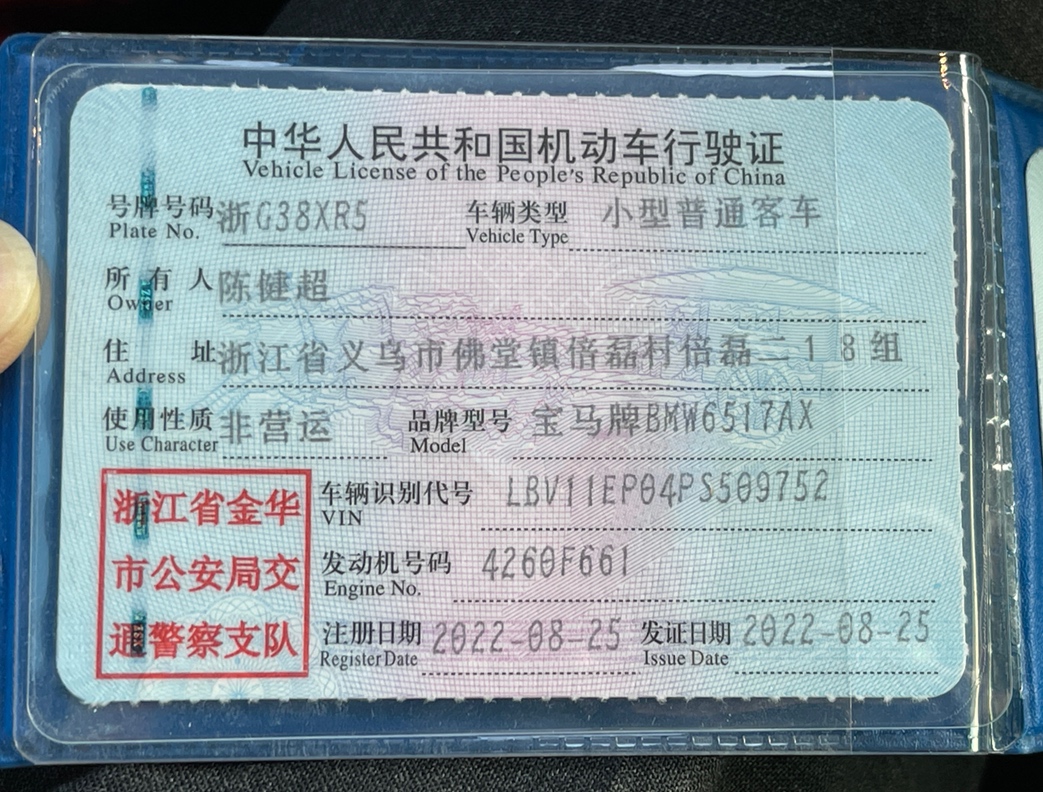 中华人民共和国机动车行驶证
Vehicle License of the People's Republic of China
号牌号码 浙G38XR5 车辆类型 小型普通客车
Plate No. Vehicle Type
所有人 陈健超
Owner
住址 浙江省义乌市佛堂镇倍磊村倍磊二18组
Address
使用性质 非营运 品牌型号 宝马牌BMW6517AX
Use Character Model
浙江省金华
市公安局交
通警察支队
车辆识别代号 LBV11EP04PS509752
VIN
发动机号码 4260F661
Engine No.
注册日期 2022-08-25 发证日期 2022-08-25
Register Date Issue Date